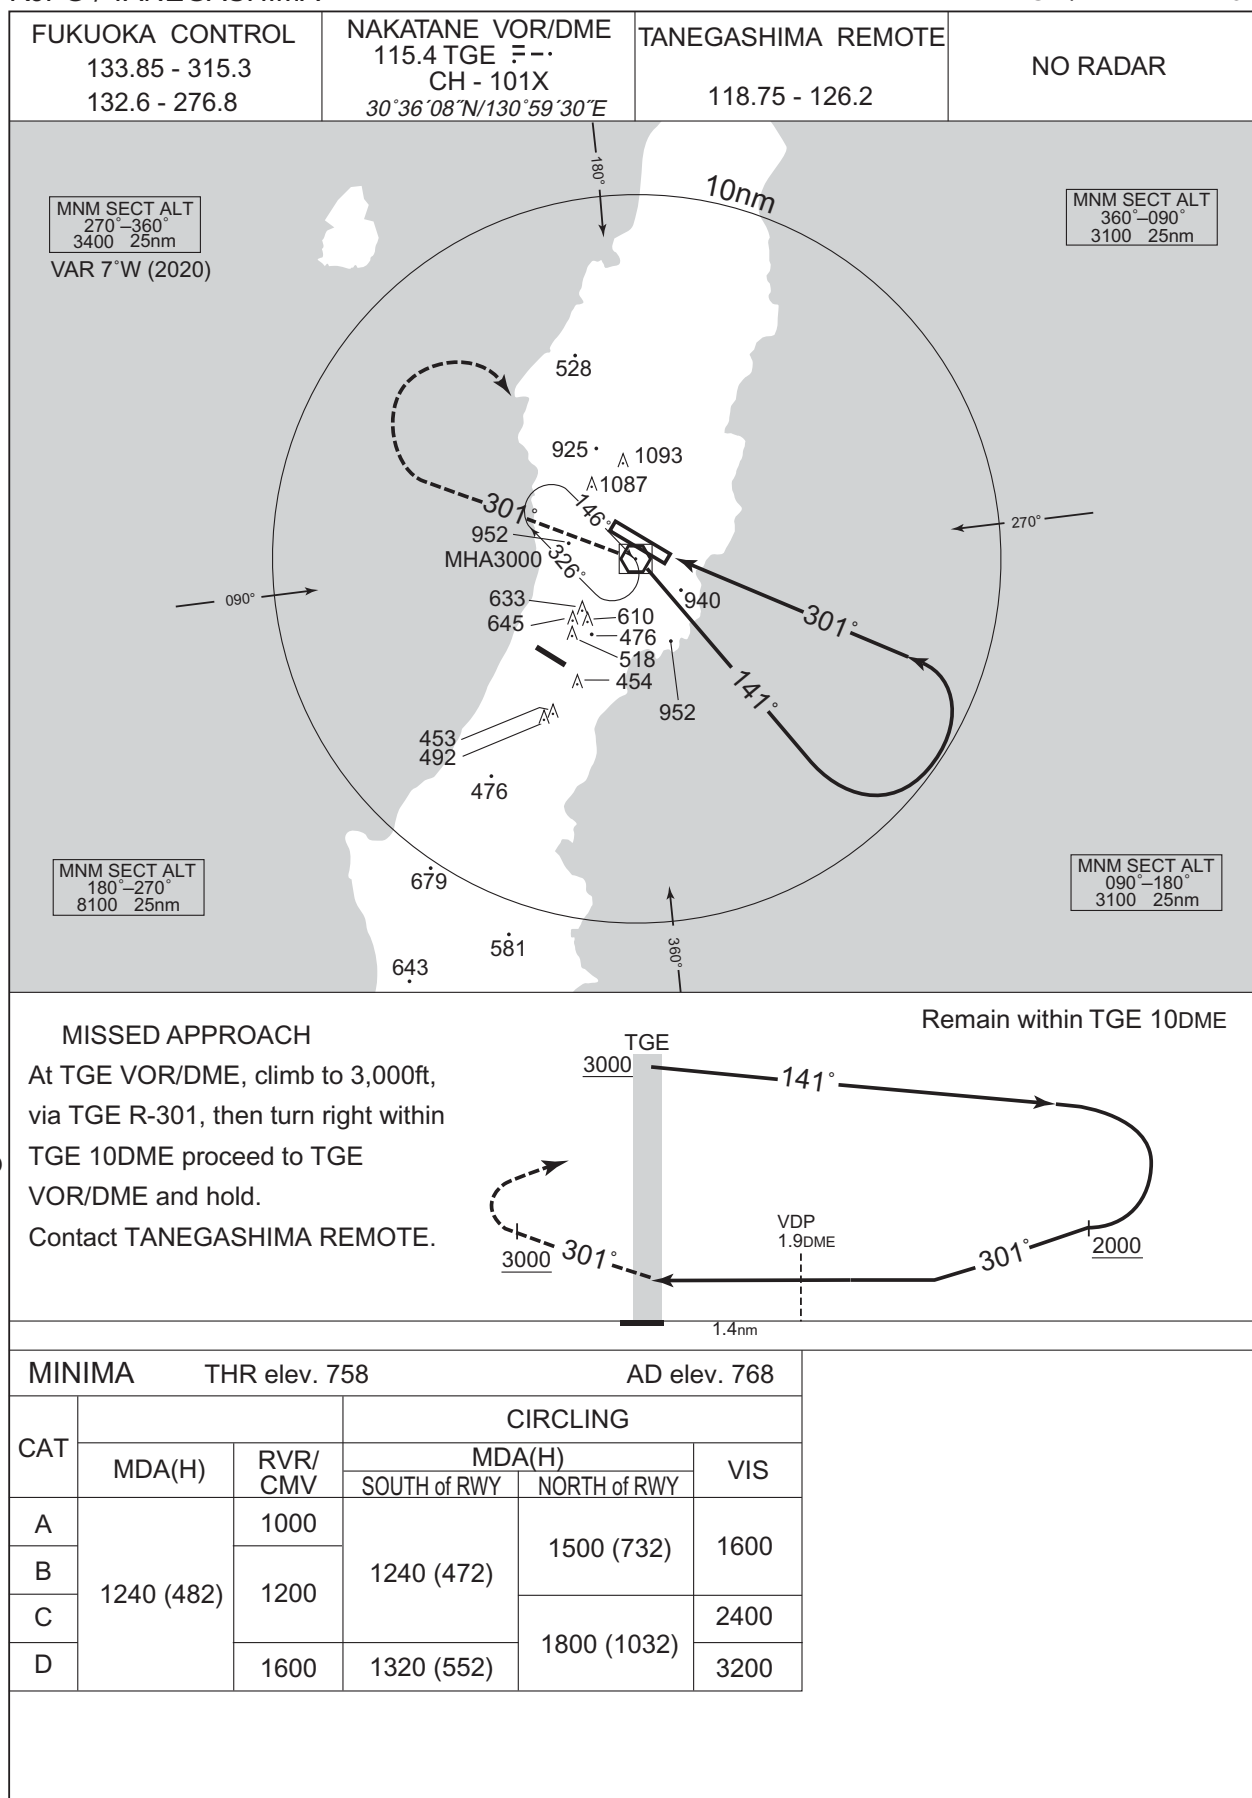 FUKUOKA CONTROL
133.85 - 315.3
132.6 - 276.8
NAKATANE VOR/DME
115.4 TGE
CH - 101X
30°36´08˝N/130°59´30˝E
TANEGASHIMA REMOTE
118.75 - 126.2
NO RADAR
180°
10nm
MNM SECT ALT
270°–360°
3400 25nm
VAR 7°W (2020)
MNM SECT ALT
360°–090°
3100 25nm
528
925
1093
1087
301°
146°
952
MHA3000
326°
270°
090°
940
633
645
610
476
518
454
301°
141°
952
453
492
476
679
MNM SECT ALT
180°–270°
8100 25nm
MNM SECT ALT
090°–180°
3100 25nm
581
643
360°
MISSED APPROACH
At TGE VOR/DME, climb to 3,000ft,
via TGE R-301, then turn right within
TGE 10DME proceed to TGE
VOR/DME and hold.
Contact TANEGASHIMA REMOTE.
Remain within TGE 10DME
TGE
3000
141°
VDP
1.9DME
3000
301°
301°
2000
1.4nm
MINIMA THR elev. 758 AD elev. 768
CAT
MDA(H)
RVR/
CMV
CIRCLING
MDA(H)
SOUTH of RWY
NORTH of RWY
VIS
A
B
C
D
1240 (482)
1000
1200
1600
1240 (472)
1320 (552)
1500 (732)
1800 (1032)
1600
2400
3200